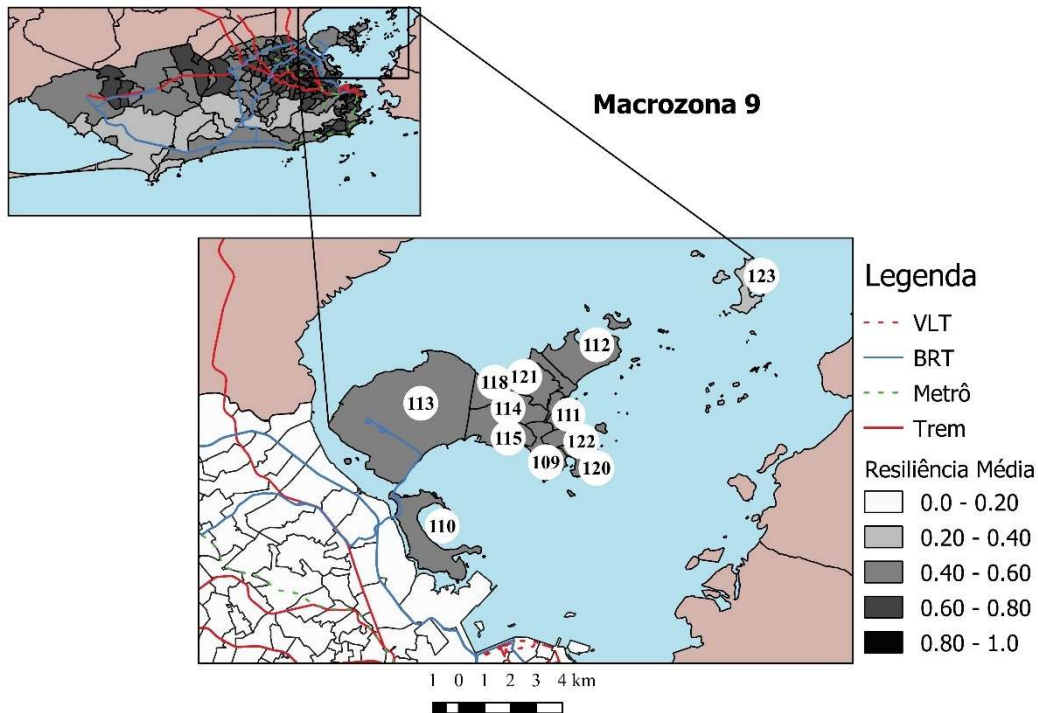 Macrozona 9
123
112
121
118
113
114
111
115
122
109
120
110
Legenda
VLT
BRT
Metrô
Trem
Resiliência Média
0.0 - 0.20
0.20 - 0.40
0.40 - 0.60
0.60 - 0.80
0.80 - 1.0
1 0 1 2 3 4 km